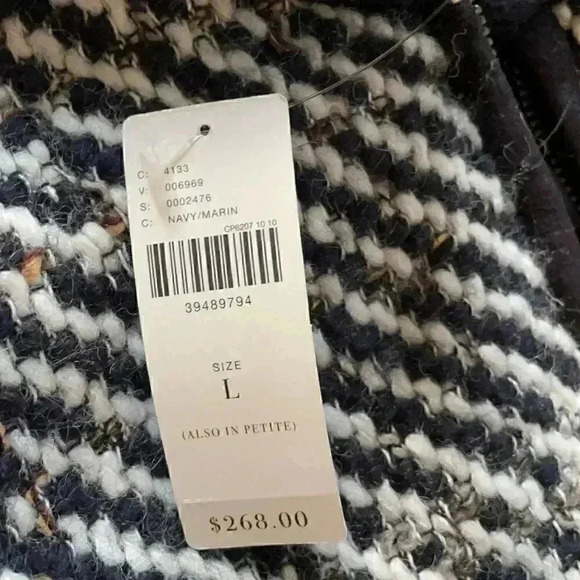 C: 4133
V: 006969
S: 0002476
C: NAVY/MARIN
CP6207 10 10
39489794
SIZE
L
(ALSO IN PETITE)
$268.00